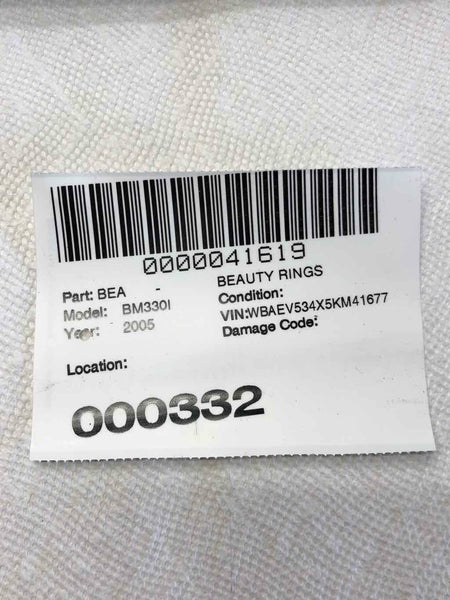 0000041619
Part: BEA - BEAUTY RINGS
Model: BM330I Condition:
Year: 2005 VIN:WBAEV534X5KM41677
Damage Code:
Location:
000332